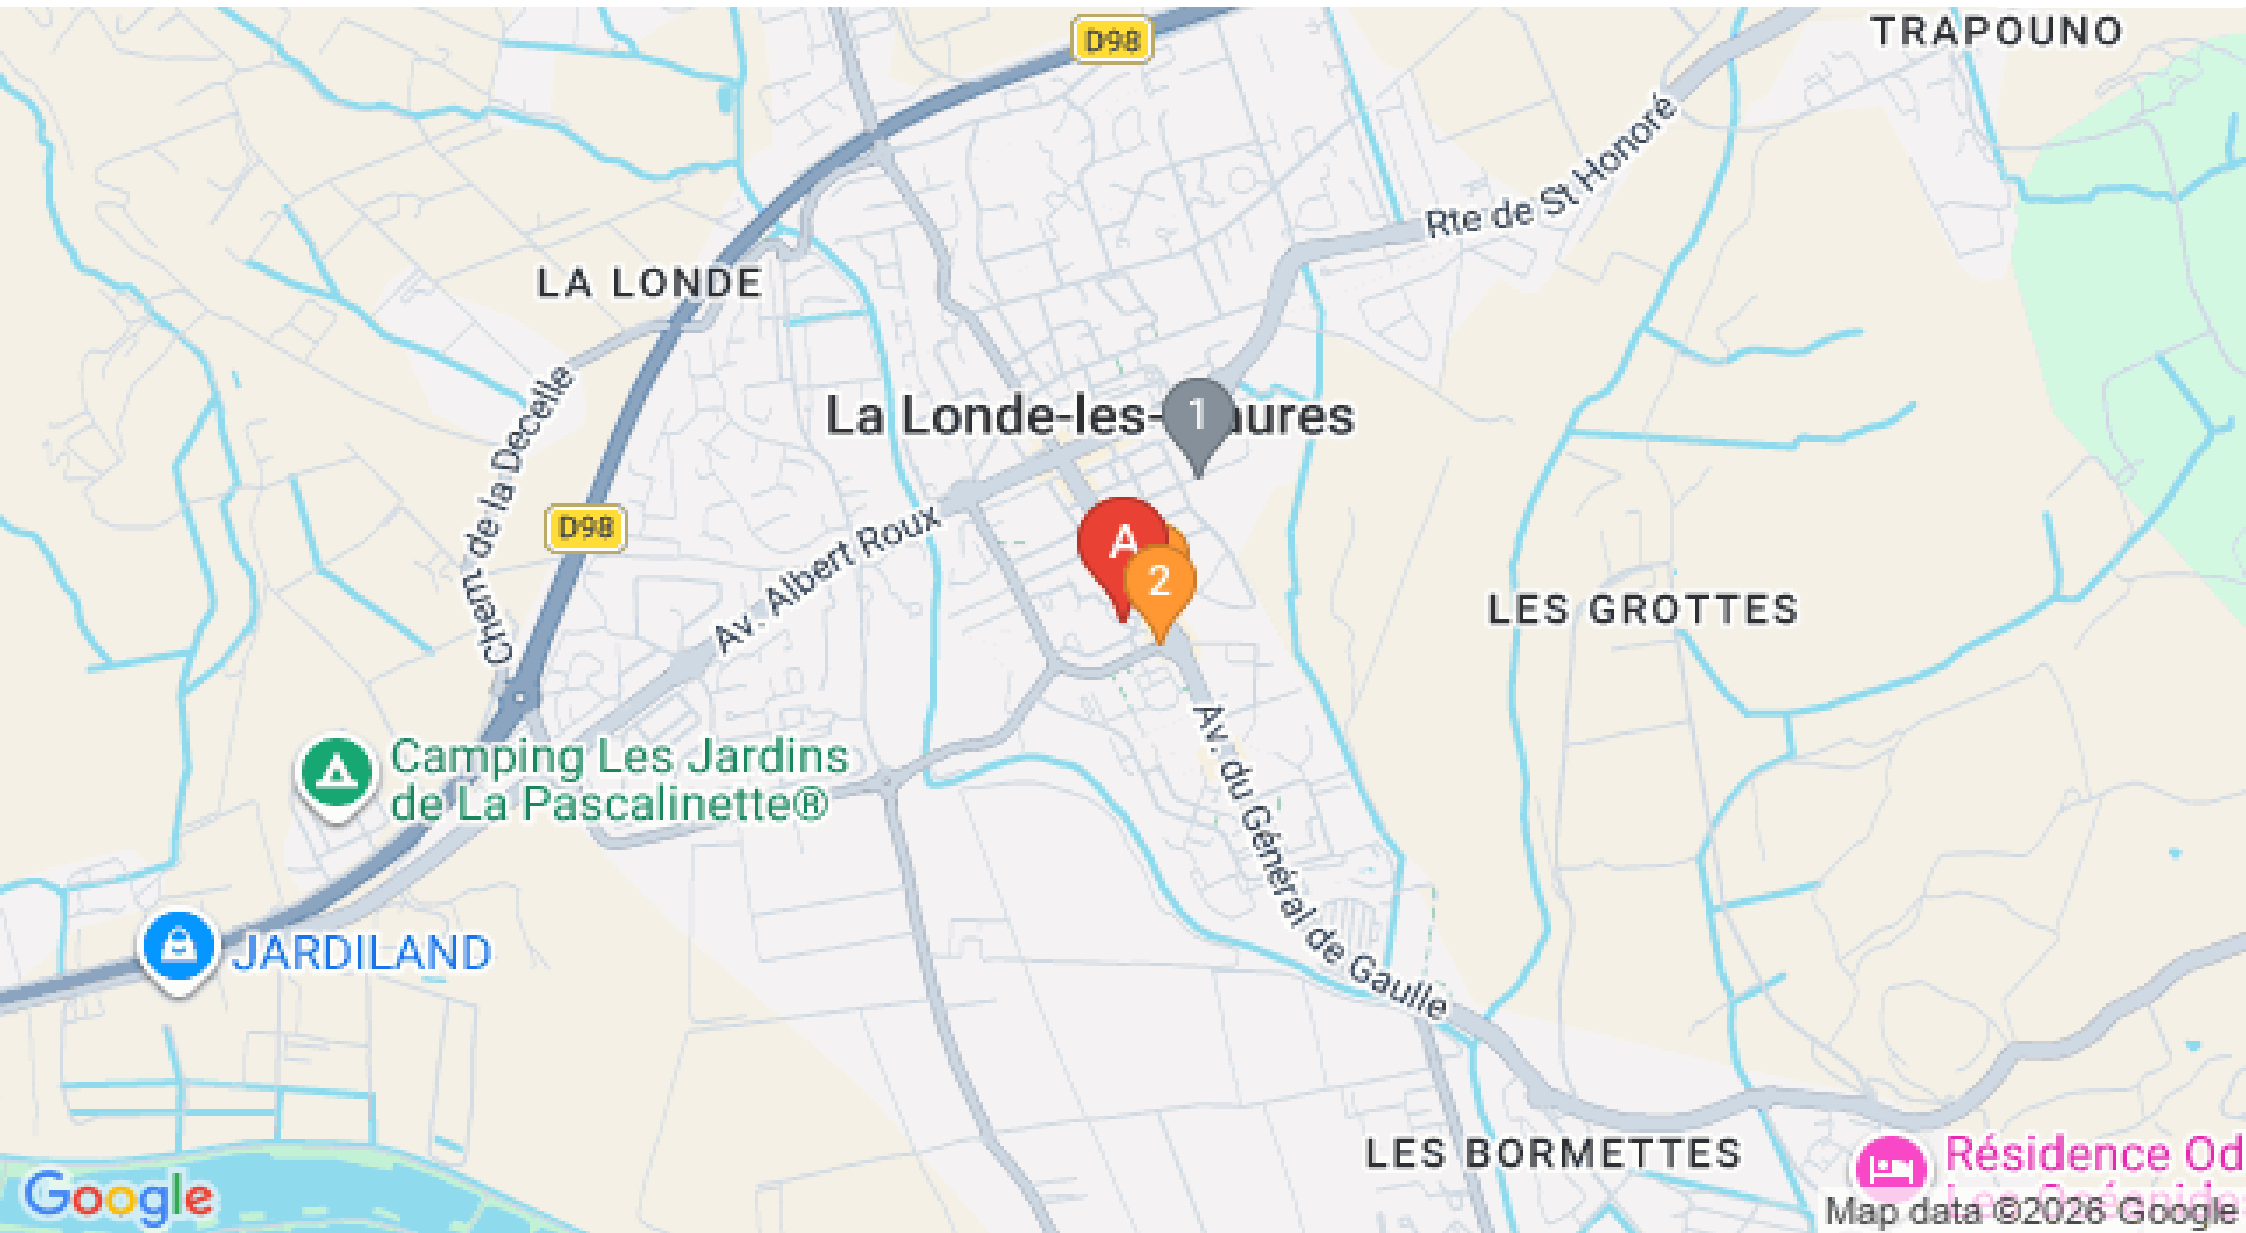 TRAPOUNO
D98
Rte de St Honoré
LA LONDE
Chem. de la Decelle
La Londe-les-
aures
1
D98
Av. Albert Roux
A
2
LES GROTTES
Camping Les Jardins
de La Pascalinette®
Av. du Général de Gaulle
JARDILAND
LES BORMETTES
Résidence Od
Google
Map data ©2026 Google